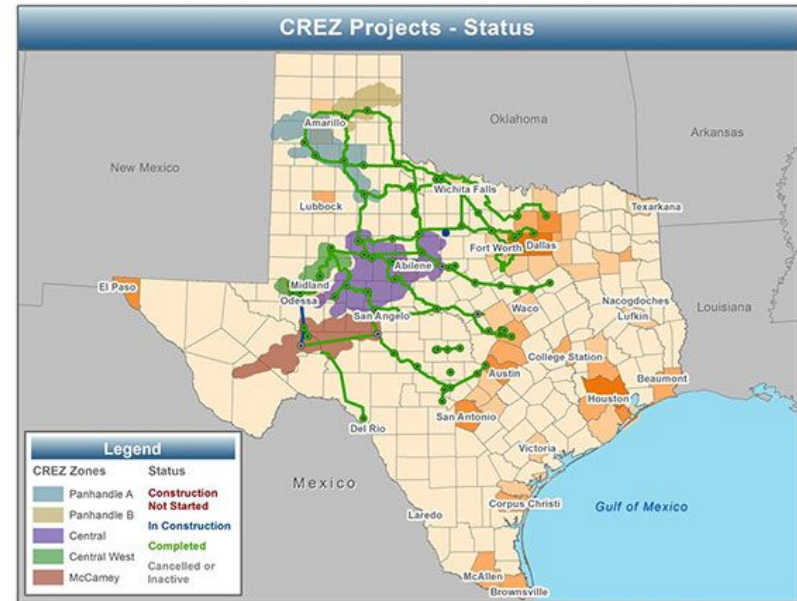 CREZ Projects - Status
Oklahoma
Arkansas
New Mexico
Amarillo
Wichita Falls
Texarkana
Lubbock
Fort Worth
Dallas
Abilene
El Paso
Midland
Odessa
Nacogdoches
Lufkin
Louisiana
Waco
San Angelo
College Station
Beaumont
Austin
Houston
San Antonio
Del Rio
Victoria
Mexico
Gulf of Mexico
Corpus Christi
Laredo
McAllen
Brownsville
Legend
CREZ Zones
Status
Panhandle A
Construction
Not Started
Panhandle B
In Construction
Central
Completed
Central West
Cancelled or
Inactive
McCamey